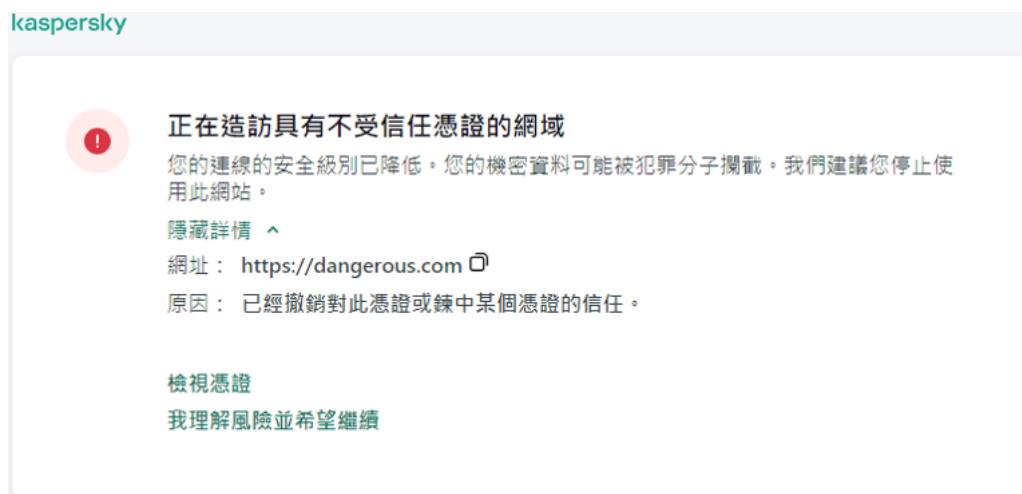 kaspersky
正在造訪具有不受信任憑證的網域
您的連線的安全級別已降低。您的機密資料可能被犯罪分子攔截。我們建議您停止使
用此網站。
隱藏詳情
網址： https://dangerous.com
原因： 已經撤銷對此憑證或鍊中某個憑證的信任。
檢視憑證
我理解風險並希望繼續